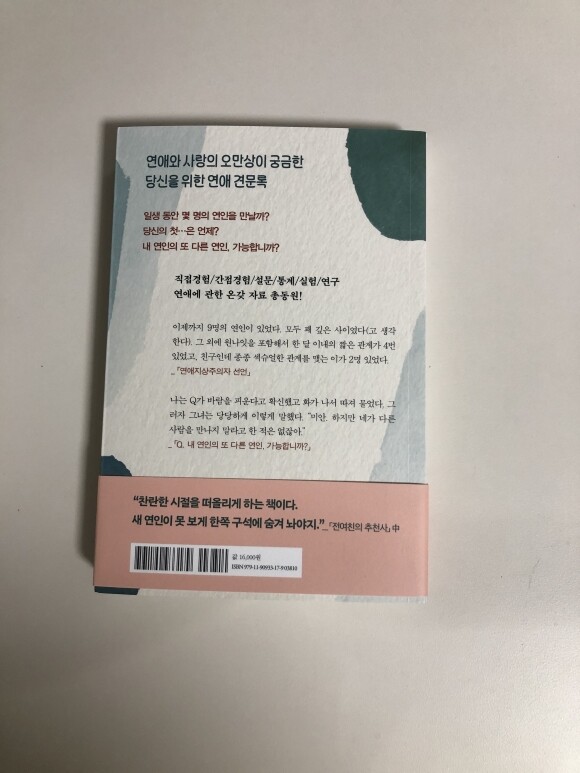 연애와 사랑의 오만상이 궁금한
당신을 위한 연애 견문록
일생 동안 몇 명의 연인을 만날까?
당신의 첫…은 언제?
내 연인의 또 다른 연인, 가능합니까?
직접경험/간접경험/설문/통계/실험/연구
연애에 관한 온갖 자료 총동원!
이제까지 9명의 연인이 있었다. 모두 꽤 깊은 사이였다(고 생각
한다). 그 외에 원나잇을 포함해서 한 달 이내의 짧은 관계가 4번
있었고, 친구인데 종종 섹슈얼한 관계를 맺는 이가 2명 있었다.
_「연애지상주의자 선언」
나는 Q가 바람을 피운다고 확신했고 화가 나서 따져 물었다. 그
러자 그녀는 당당하게 이렇게 말했다. “미안. 하지만 네가 다른
사람을 만나지 말라고 한 적은 없잖아.”
_「Q. 내 연인의 또 다른 연인, 가능합니까?」
“찬란한 시절을 떠올리게 하는 책이다.
새 연인이 못 보게 한쪽 구석에 숨겨 놔야지.”_「전여친의 추천사」中
값 16,000원